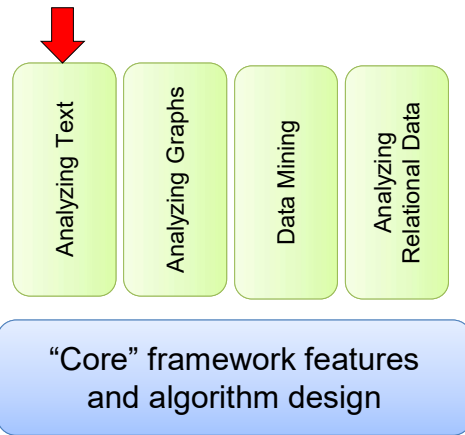 Analyzing Text
Analyzing Graphs
Data Mining
Analyzing
Relational Data
“Core” framework features
and algorithm design